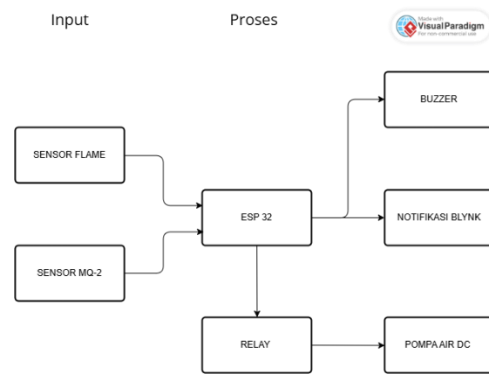 Input
Proses
Made with
Visual Paradigm
For non-commercial use
BUZZER
SENSOR FLAME
ESP 32
NOTIFIKASI BLYNK
SENSOR MQ-2
RELAY
POMPA AIR DC